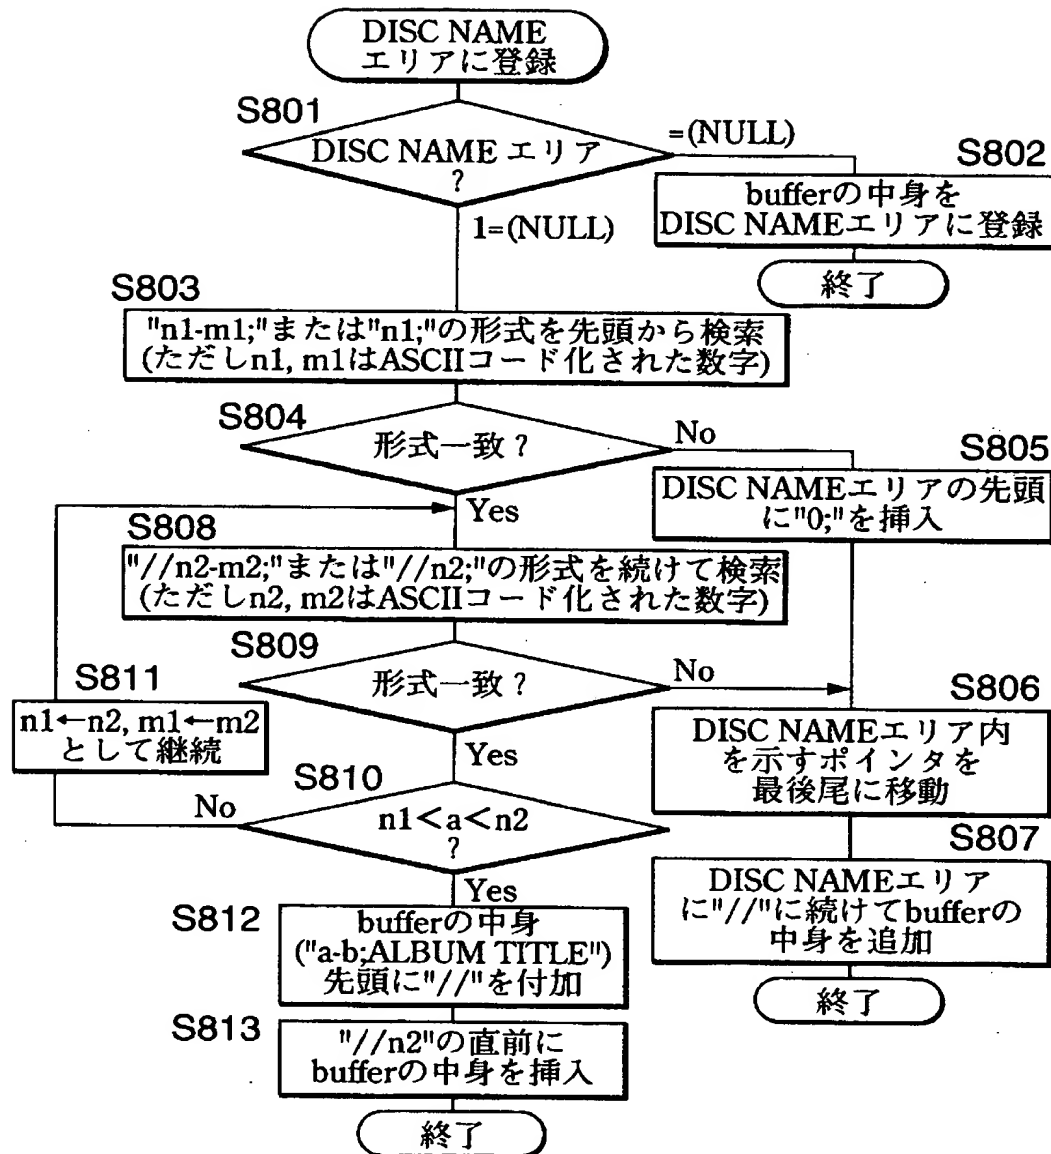 DISC NAME
エリアに登録
S801
DISC NAME エリア
?
=(NULL)
S802
bufferの中身を
DISC NAMEエリアに登録
終了
1=(NULL)
S803
"n1-m1;"または"n1;"の形式を先頭から検索
(ただしn1, m1はASCIIコード化された数字)
S804
形式一致?
No
S805
DISC NAMEエリアの先頭
に"0;"を挿入
Yes
S808
"//n2-m2;"または"//n2;"の形式を続けて検索
(ただしn2, m2はASCIIコード化された数字)
S809
形式一致?
No
S811
n1←n2, m1←m2
として継続
S806
DISC NAMEエリア内
を示すポインタを
最後尾に移動
Yes
S810
No
n1<a<n2
?
S807
DISC NAMEエリア
に"//"に続けてbufferの
中身を追加
終了
Yes
S812
bufferの中身
("a-b;ALBUM TITLE")
先頭に"//"を付加
S813
"//n2"の直前に
bufferの中身を挿入
終了